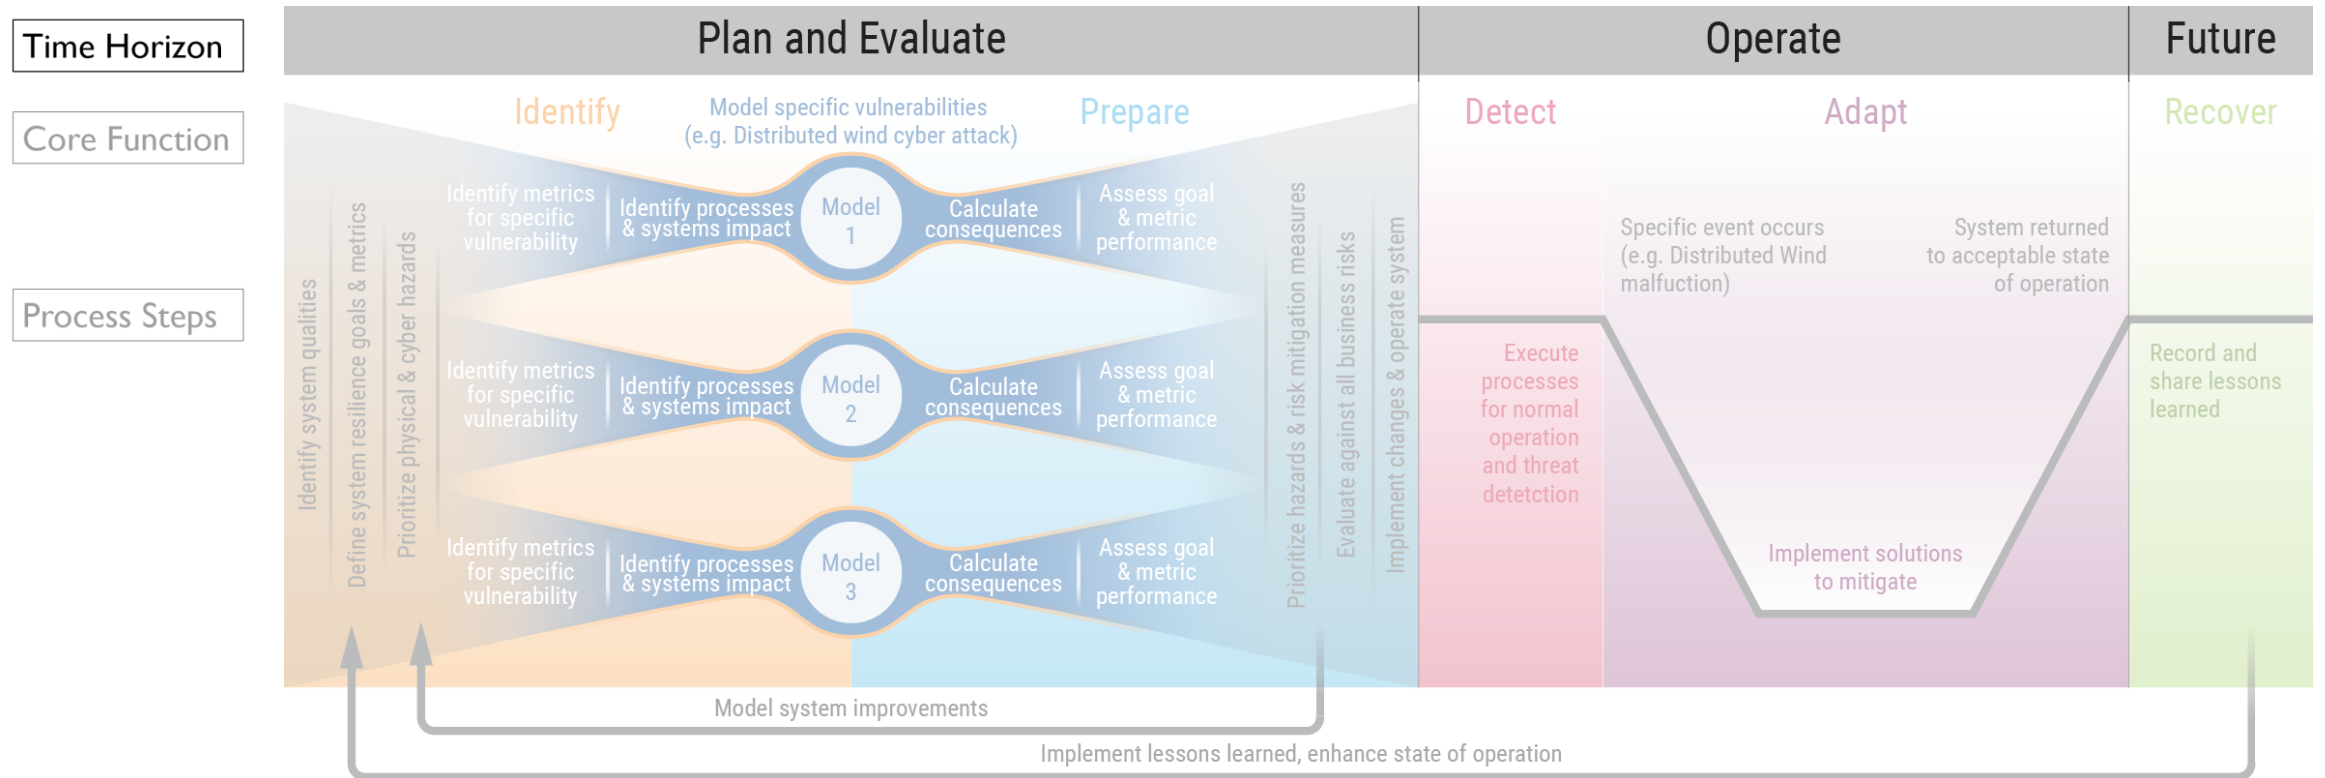 Time Horizon
Plan and Evaluate
Operate
Future
Core Function
Identify
Model specific vulnerabilities
(e.g. Distributed wind cyber attack)
Prepare
Detect
Adapt
Recover
Process Steps
Identify system qualities
Define system resilience goals & metrics
Prioritize physical & cyber hazards
Identify metrics
for specific
vulnerability
Identify processes
& systems impact
Model
1
Calculate
consequences
Assess goal
& metric
performance
Identify metrics
for specific
vulnerability
Identify processes
& systems impact
Model
2
Calculate
consequences
Assess goal
& metric
performance
Identify metrics
for specific
vulnerability
Identify processes
& systems impact
Model
3
Calculate
consequences
Assess goal
& metric
performance
Prioritize hazards & risk mitigation measures
Evaluate against all business risks
Implement changes & operate system
Execute
processes
for normal
operation
and threat
detetction
Specific event occurs
(e.g. Distributed Wind
malfuction)
System returned
to acceptable state
of operation
Implement solutions
to mitigate
Record and
share lessons
learned
Model system improvements
Implement lessons learned, enhance state of operation